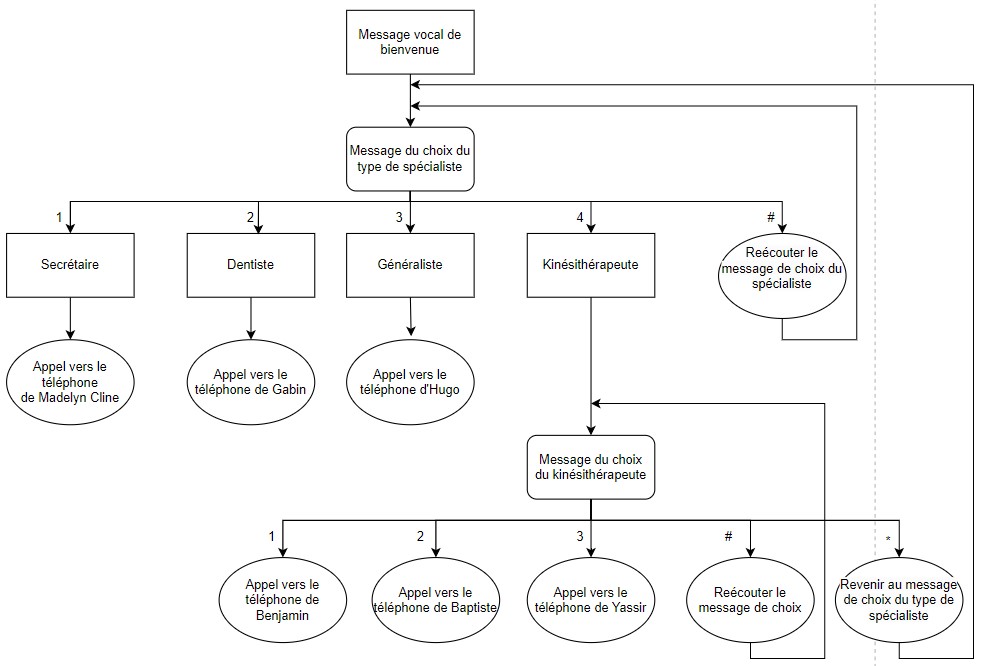 Message vocal de
bienvenue
Message du choix du
type de spécialiste
1
2
3
4
#
Secrétaire
Dentiste
Généraliste
Kinésithérapeute
Reécouter le
message de choix du
spécialiste
Appel vers le
téléphone
de Madelyn Cline
Appel vers le
téléphone de Gabin
Appel vers le
téléphone d'Hugo
Message du choix
du kinésithérapeute
1
2
3
#
*
Appel vers le
téléphone de
Benjamin
Appel vers le
téléphone de Baptiste
Appel vers le
téléphone de Yassir
Reécouter le
message de choix
Revenir au message
de choix du type de
spécialiste